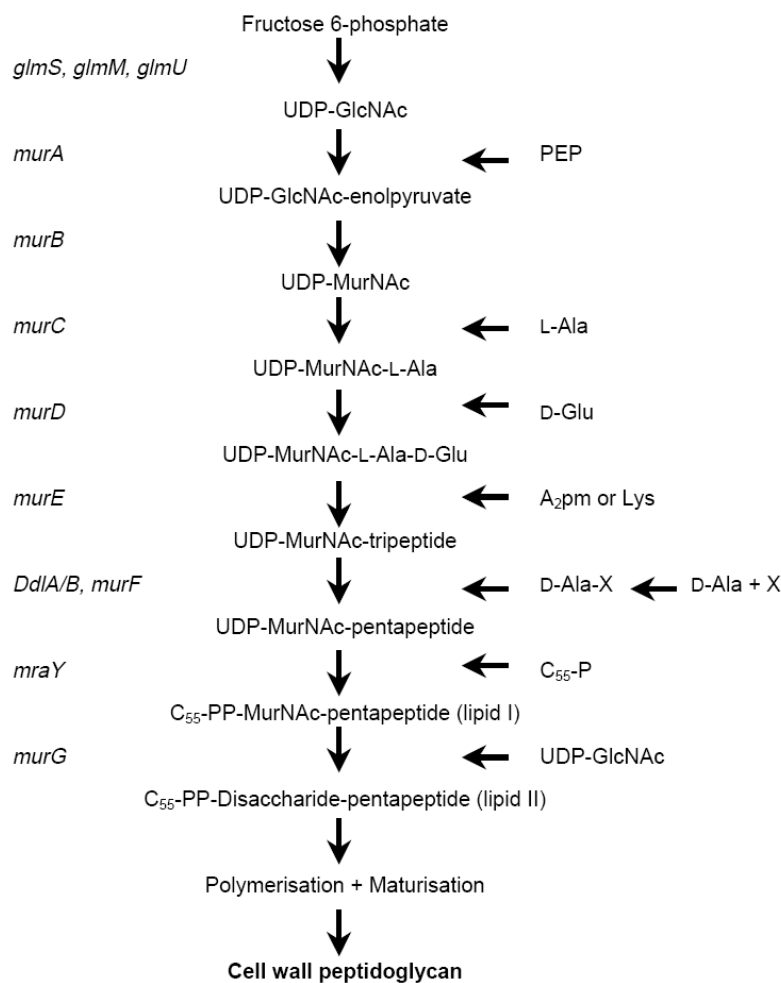 Fructose 6-phosphate
glmS, glmM, glmU
UDP-GlcNAc
murA
PEP
UDP-GlcNAc-enolpyruvate
murB
UDP-MurNAc
murC
L-Ala
UDP-MurNAc-L-Ala
murD
D-Glu
UDP-MurNAc-L-Ala-D-Glu
murE
A₂pm or Lys
UDP-MurNAc-tripeptide
DdlA/B, murF
D-Ala-X
D-Ala + X
UDP-MurNAc-pentapeptide
mraY
C₅₅-P
C₅₅-PP-MurNAc-pentapeptide (lipid I)
murG
UDP-GlcNAc
C₅₅-PP-Disaccharide-pentapeptide (lipid II)
Polymerisation + Maturisation
Cell wall peptidoglycan